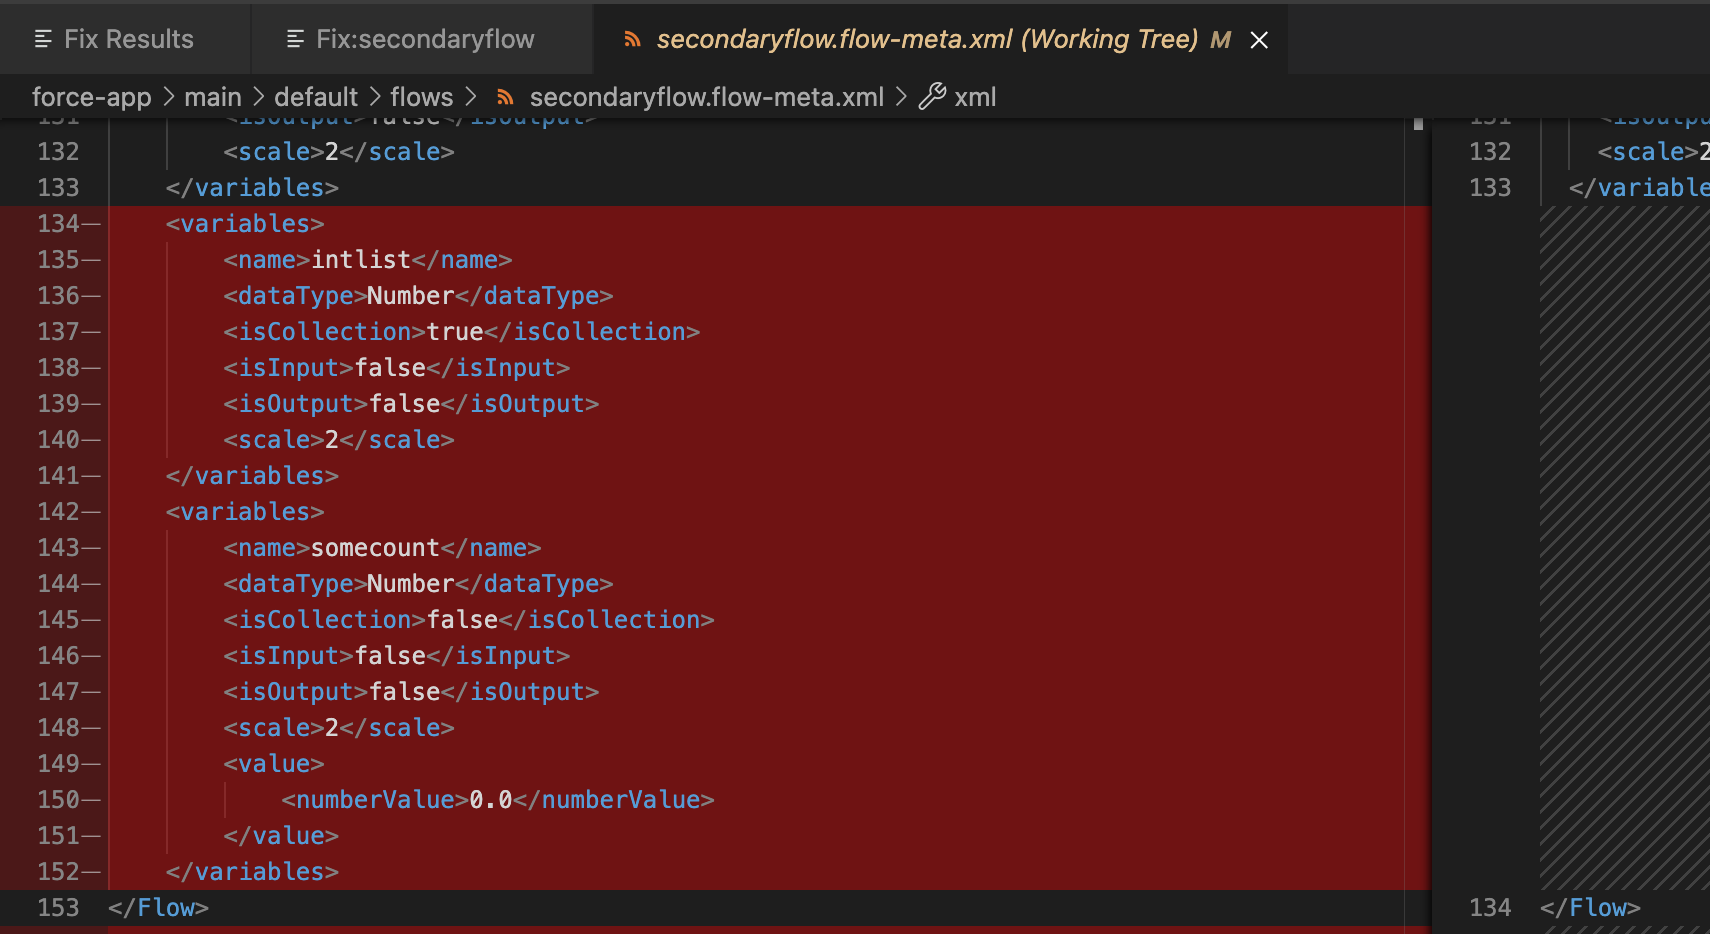 Fix Results
Fix:secondaryflow
secondaryflow.flow-meta.xml (Working Tree) M
force-app > main > default > flows > secondaryflow.flow-meta.xml > xml
131 <isOutput>false</isOutput>
132 <scale>2</scale>
133 </variables>
134— <variables>
135— <name>intlist</name>
136— <dataType>Number</dataType>
137— <isCollection>true</isCollection>
138— <isInput>false</isInput>
139— <isOutput>false</isOutput>
140— <scale>2</scale>
141— </variables>
142— <variables>
143— <name>somecount</name>
144— <dataType>Number</dataType>
145— <isCollection>false</isCollection>
146— <isInput>false</isInput>
147— <isOutput>false</isOutput>
148— <scale>2</scale>
149— <value>
150— <numberValue>0.0</numberValue>
151— </value>
152— </variables>
153 </Flow>
131 <isOutpu
132 <scale>2
133 </variable
134 </Flow>